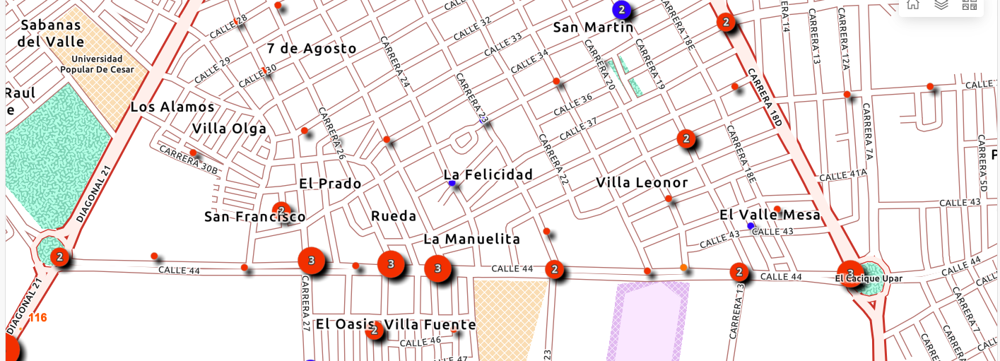 Sabanas
del Valle
Universidad
Popular De Cesar
Raul
e
Los Alamos
Villa Olga
7 de Agosto
San Martin
El Prado
La Felicidad
Villa Leonor
San Francisco
Rueda
La Manuelita
El Valle Mesa
El Cacique Upar
El Oasis
Villa Fuente
P
CALLE 28
CALLE 29
CALLE 30
CALLE 32
CALLE 33
CALLE 34
CALLE 36
CALLE 37
CARRERA 24
CARRERA 23
CARRERA 20
CARRERA 19
CARRERA 18E
CARRERA 18D
CARRERA 13
CARRERA 12A
ERA 14
CALLE
CARRERA 7A
CARRERA 5D
CALLE 41A
CALLE 43
CARRERA 26
CARRERA 22
CARRERA 18E
CARRERA 30B
DIAGONAL 21
DIAGONAL 21
CALLE 43
CALLE 43
CALLE 44
CALLE 44
CALLE 44
CALLE 44
CARRERA 27
CARRERA 13
CARRERA 7
CARRERA
CALL
CALLE 46
LE 47
23
116
2
2
2
2
2
3
3
3
2
2
3
2